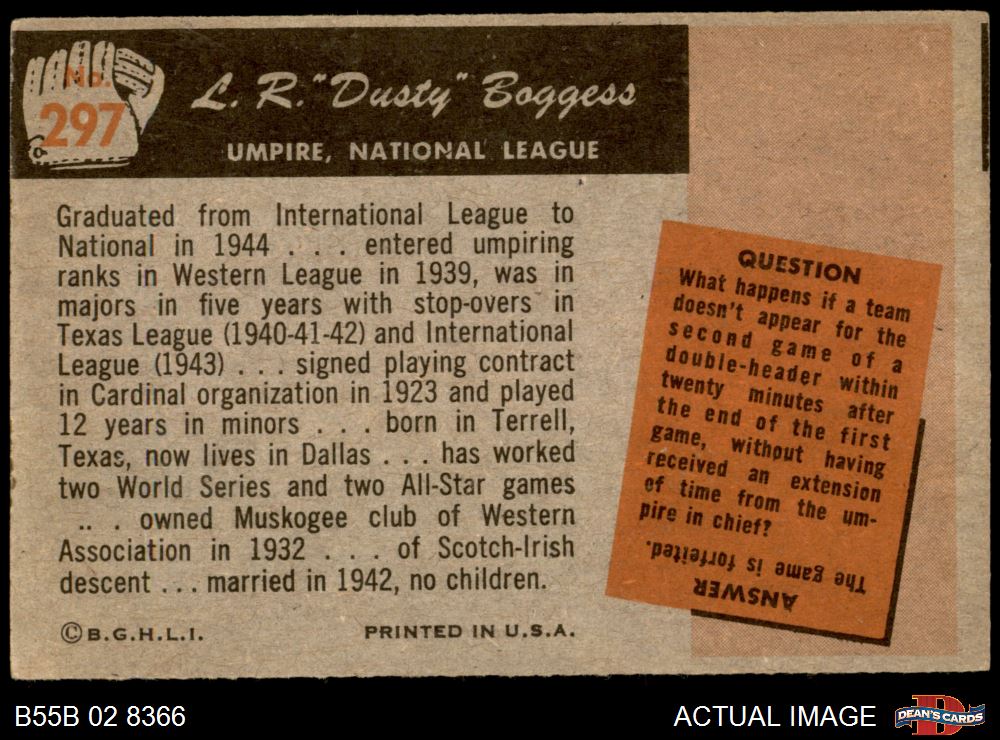 No.
297
L. R. "Dusty" Boggess
UMPIRE, NATIONAL LEAGUE
Graduated from International League to
National in 1944 . . . entered umpiring
ranks in Western League in 1939, was in
majors in five years with stop-overs in
Texas League (1940-41-42) and International
League (1943) . . . signed playing contract
in Cardinal organization in 1923 and played
12 years in minors . . . born in Terrell,
Texas, now lives in Dallas . . . has worked
two World Series and two All-Star games
.. . owned Muskogee club of Western
Association in 1932 . . . of Scotch-Irish
descent ... married in 1942, no children.
©B.G.H.L.I.
PRINTED IN U.S.A.
QUESTION
What happens if a team
doesn't appear for the
second game of a
double-header within
twenty minutes after
the end of the first
game, without having
received an extension
of time from the um-
pire in chief?
ANSWER
The game is forfeited.
B55B 02 8366
ACTUAL IMAGE
D
DEAN'S CARDS